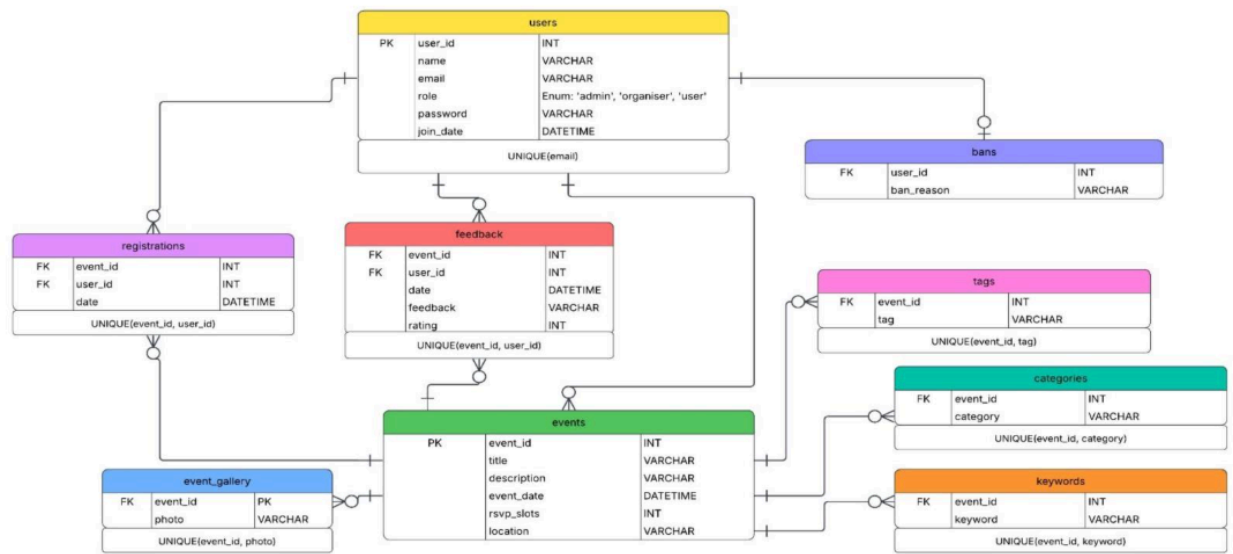 users
PK user_id INT
name VARCHAR
email VARCHAR
role Enum: 'admin', 'organiser', 'user'
password VARCHAR
join_date DATETIME
UNIQUE(email)
bans
FK user_id INT
ban_reason VARCHAR
registrations
FK event_id INT
FK user_id INT
date DATETIME
UNIQUE(event_id, user_id)
feedback
FK event_id INT
FK user_id INT
date DATETIME
feedback VARCHAR
rating INT
UNIQUE(event_id, user_id)
tags
FK event_id INT
tag VARCHAR
UNIQUE(event_id, tag)
categories
FK event_id INT
category VARCHAR
UNIQUE(event_id, category)
events
PK event_id INT
title VARCHAR
description VARCHAR
event_date DATETIME
rsvp_slots INT
location VARCHAR
event_gallery
FK event_id PK
photo VARCHAR
UNIQUE(event_id, photo)
keywords
FK event_id INT
keyword VARCHAR
UNIQUE(event_id, keyword)